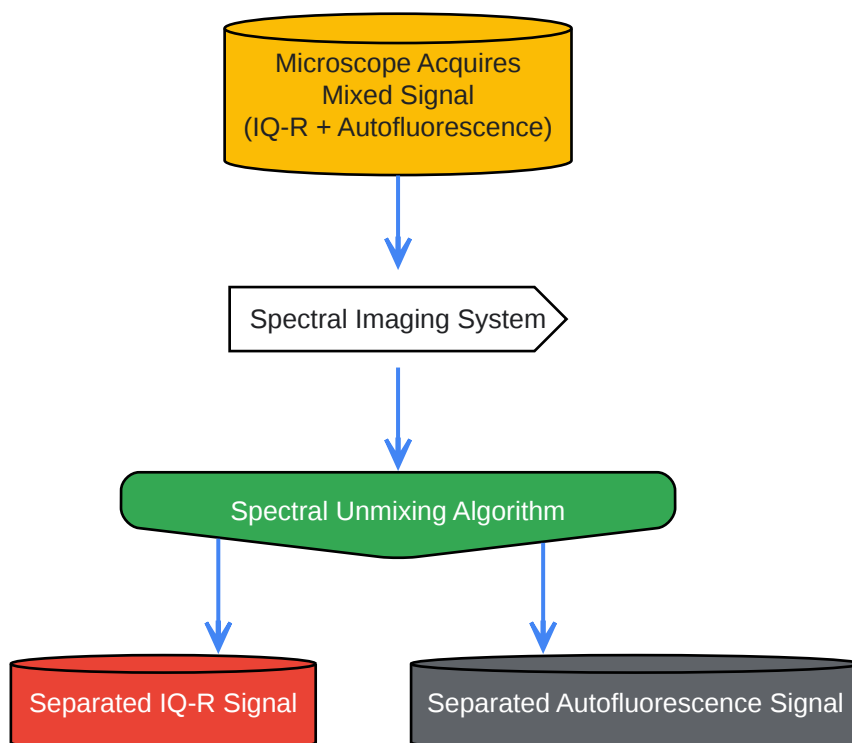 Microscope Acquires
Mixed Signal
(IQ-R + Autofluorescence)
Spectral Imaging System
Spectral Unmixing Algorithm
Separated IQ-R Signal
Separated Autofluorescence Signal